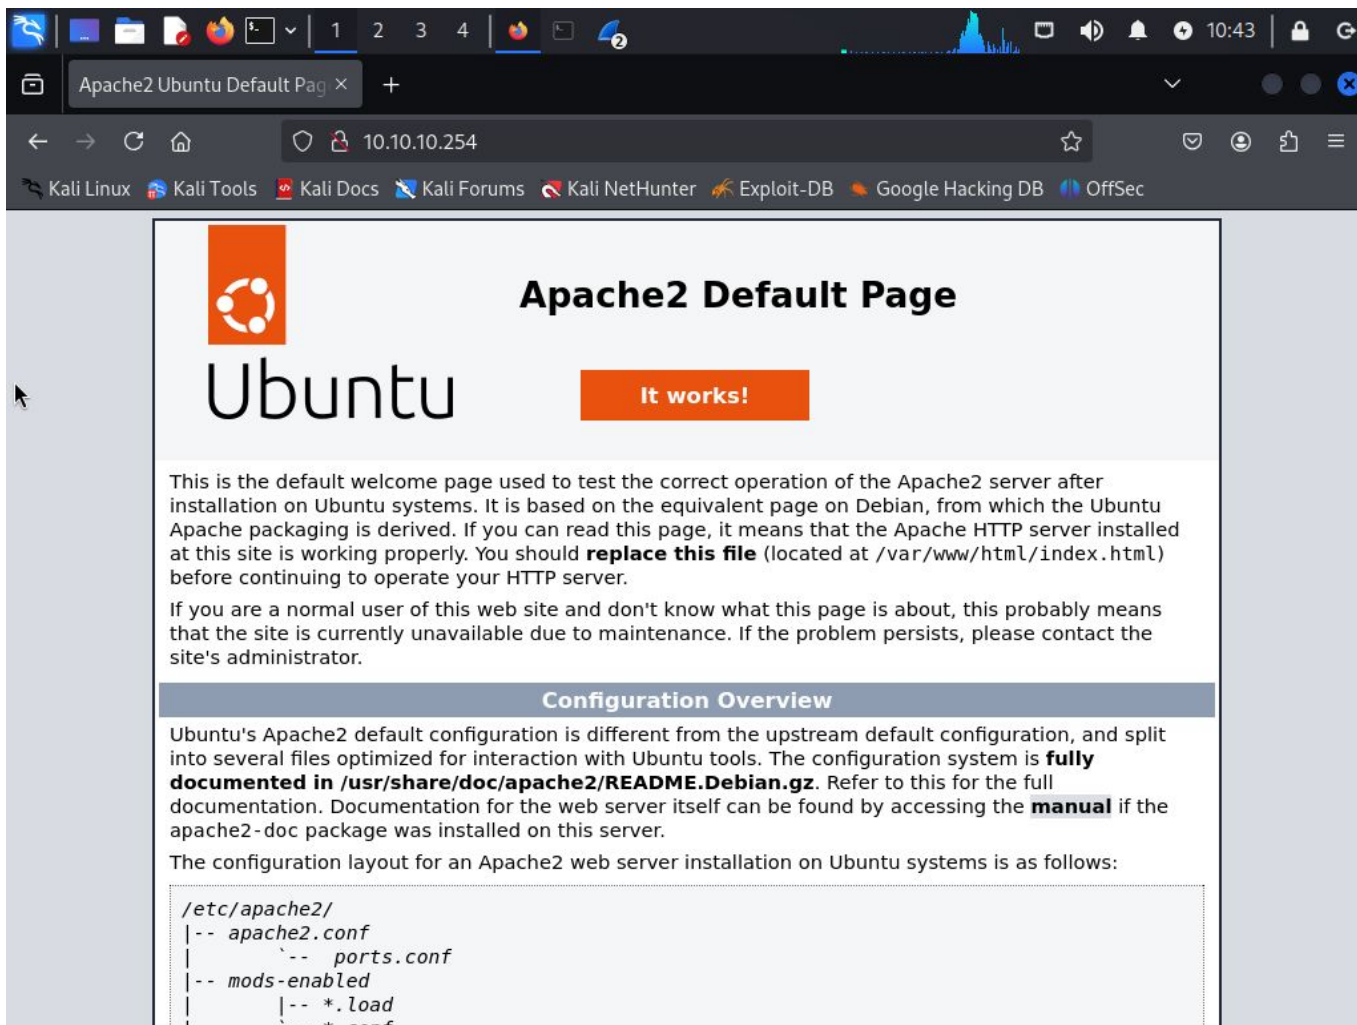 1 2 3 4
2
10:43
Apache2 Ubuntu Default Pag
10.10.10.254
Kali Linux Kali Tools Kali Docs Kali Forums Kali NetHunter Exploit-DB Google Hacking DB OffSec
Apache2 Default Page
Ubuntu
It works!
This is the default welcome page used to test the correct operation of the Apache2 server after
installation on Ubuntu systems. It is based on the equivalent page on Debian, from which the Ubuntu
Apache packaging is derived. If you can read this page, it means that the Apache HTTP server installed
at this site is working properly. You should replace this file (located at /var/www/html/index.html)
before continuing to operate your HTTP server.
If you are a normal user of this web site and don't know what this page is about, this probably means
that the site is currently unavailable due to maintenance. If the problem persists, please contact the
site's administrator.
Configuration Overview
Ubuntu's Apache2 default configuration is different from the upstream default configuration, and split
into several files optimized for interaction with Ubuntu tools. The configuration system is fully
documented in /usr/share/doc/apache2/README.Debian.gz. Refer to this for the full
documentation. Documentation for the web server itself can be found by accessing the manual if the
apache2-doc package was installed on this server.
The configuration layout for an Apache2 web server installation on Ubuntu systems is as follows:
/etc/apache2/
|-- apache2.conf
|       `--  ports.conf
|-- mods-enabled
|       |-- *.load
|       `-- *.conf